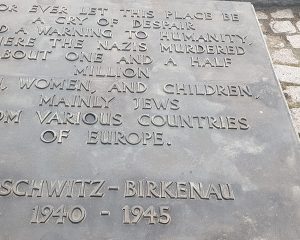 OR EVER LET THIS PLACE BE
A CRY OF DESPAIR
D A WARNING TO HUMANITY,
ERE THE NAZIS MURDERED
BOUT ONE AND A HALF
MILLION
, WOMEN, AND CHILDREN,
MAINLY JEWS
OM VARIOUS COUNTRIES
OF EUROPE.
SCHWITZ - BIRKENAU
1940 - 1945